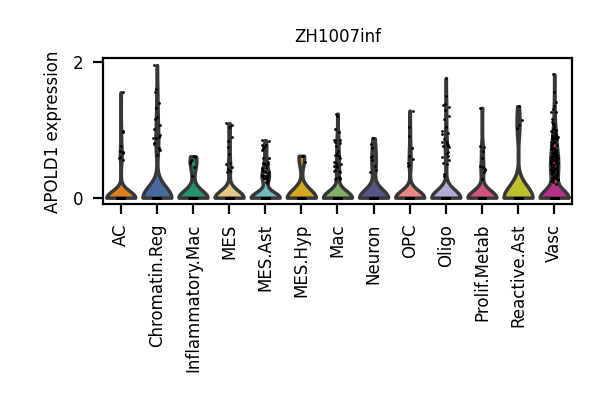 ZH1007inf
APOLD1 expression
2
0
AC
Chromatin.Reg
Inflammatory.Mac
MES
MES.Ast
MES.Hyp
Mac
Neuron
OPC
Oligo
Prolif.Metab
Reactive.Ast
Vasc